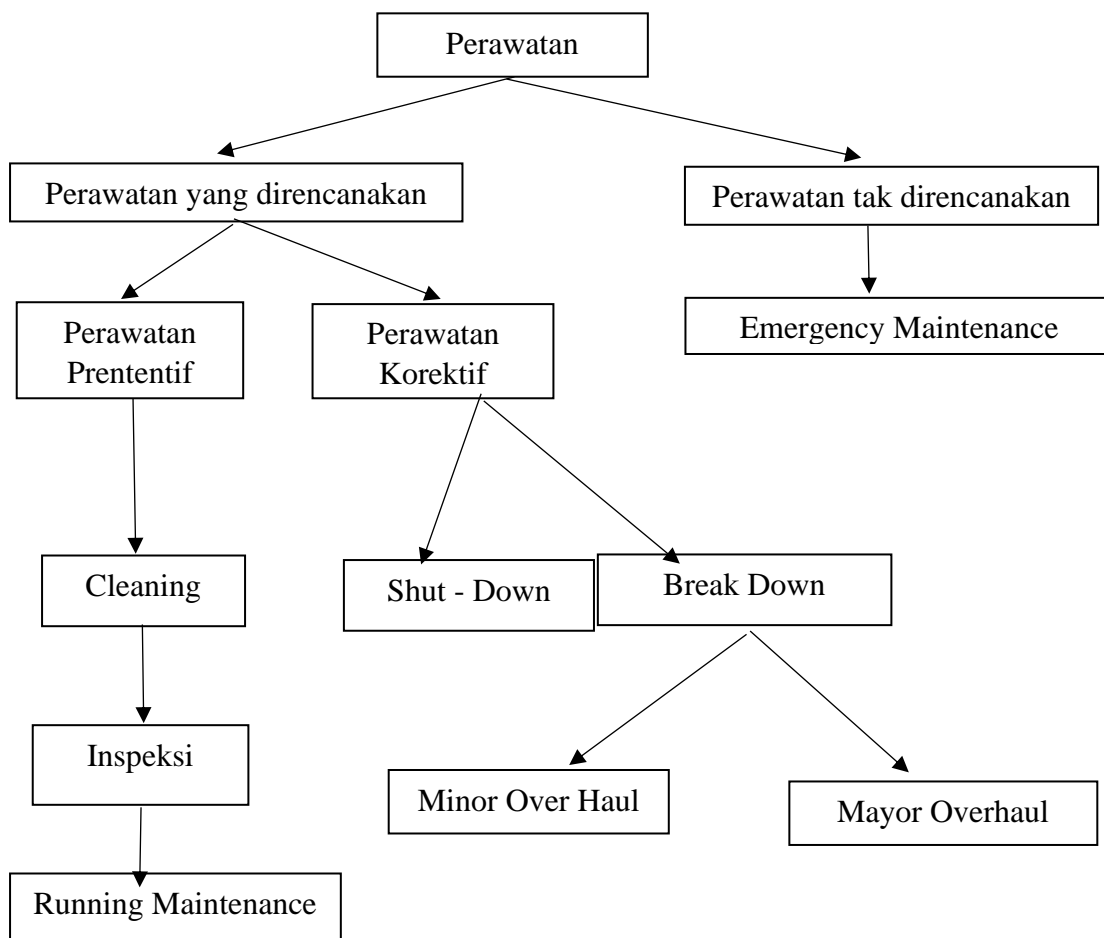 Perawatan
Perawatan yang direncanakan
Perawatan tak direncanakan
Perawatan
Prententif
Perawatan
Korektif
Emergency Maintenance
Cleaning
Shut - Down
Break Down
Inspeksi
Minor Over Haul
Mayor Overhaul
Running Maintenance